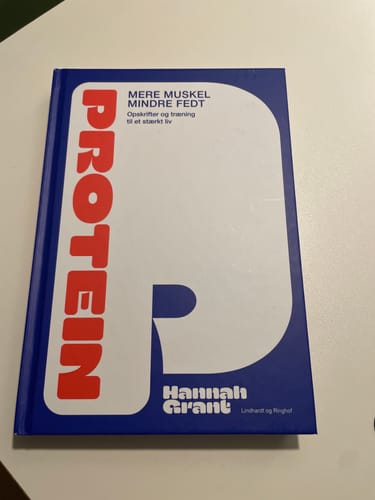 PROTEIN
MERE MUSKEL
MINDRE FEDT
Opskrifter og træning
til et stærkt liv
Hannah
Grant
Lindhardt og Ringhof